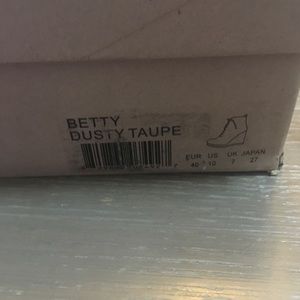 BETTY
DUSTY TAUPE
EUR US UK JAPAN
40 10 7 27